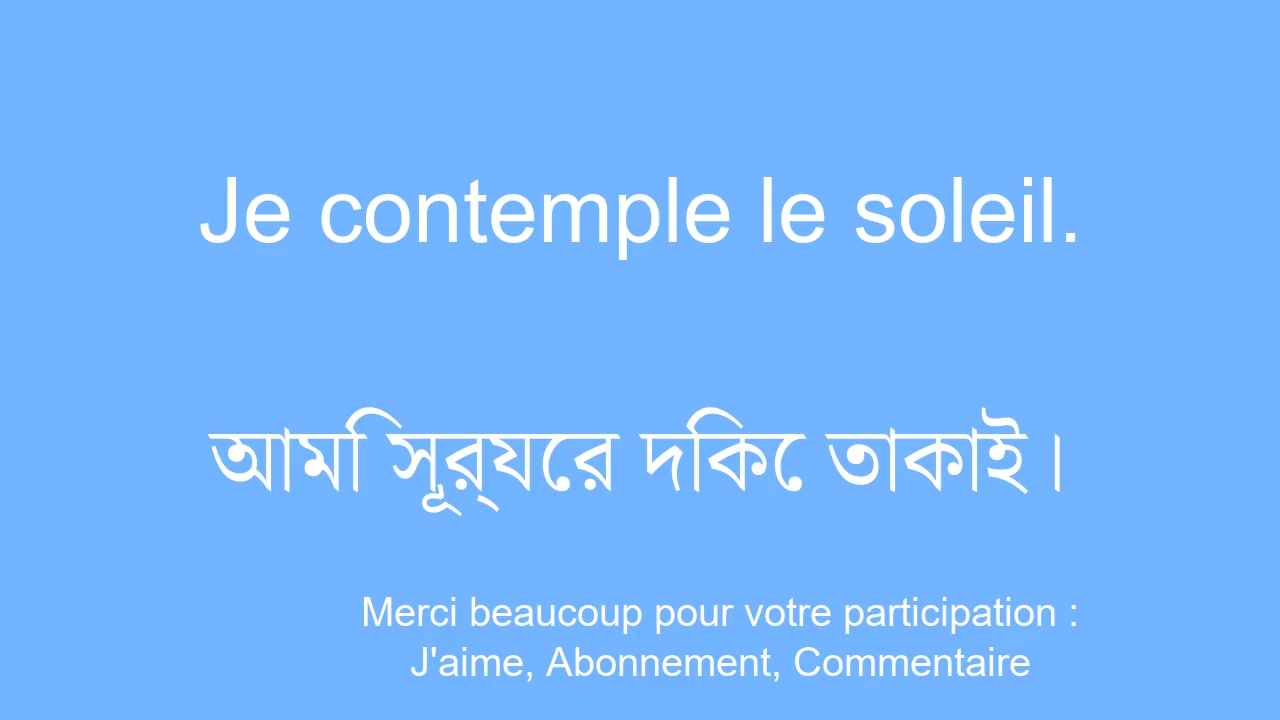 Je contemple le soleil.
আমি সূর্যের দিকে তাকাই।
Merci beaucoup pour votre participation :
J'aime, Abonnement, Commentaire